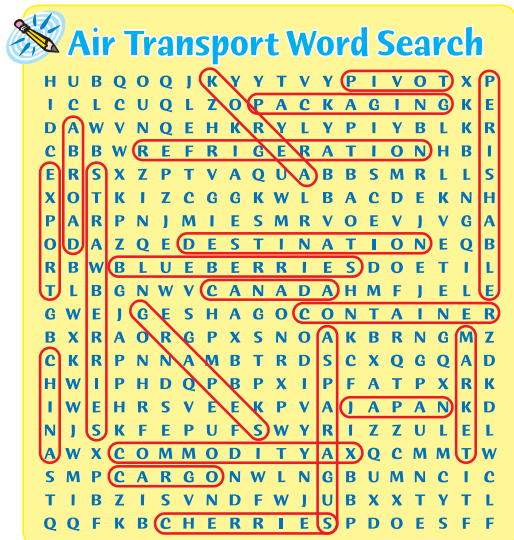 Air Transport Word Search
H U B Q O Q J K Y Y T V Y P I V O T X P
I C L C U Q L Z O P A C K A G I N G K E
D A W V N Q E H K R Y L Y P I Y B L K R
C B B W R E F R I G E R A T I O N H B I
E R S X Z P T V A Q U A B B S M R L L S
X O T K I Z C G G K W L B A C D E K N H
P A R P N J M I E S M R V O E V J V G A
O D A Z Q E D E S T I N A T I O N E Q B
R B W B L U E B E R R I E S D O E T I L
T L B G N W V C A N A D A H M F J E L E
G W E J G E S H A G O C O N T A I N E R
B X R A O R G P X S N O A K B R N G M Z
C K R P N N A M B T R D S C X Q G Q A D
H W I P H D Q P B P X I P F A T P X R K
I W E H R S V E E K P V A J A P A N K D
N J S K F E P U F S W Y R I Z Z U L E L
A W X C O M M O D I T Y A X Q C M M T W
S M P C A R G O N W L N G B U M N C I C
T I B Z I S V N D F W J U B X X T Y T L
Q Q F K B C H E R R I E S P D O E S F F